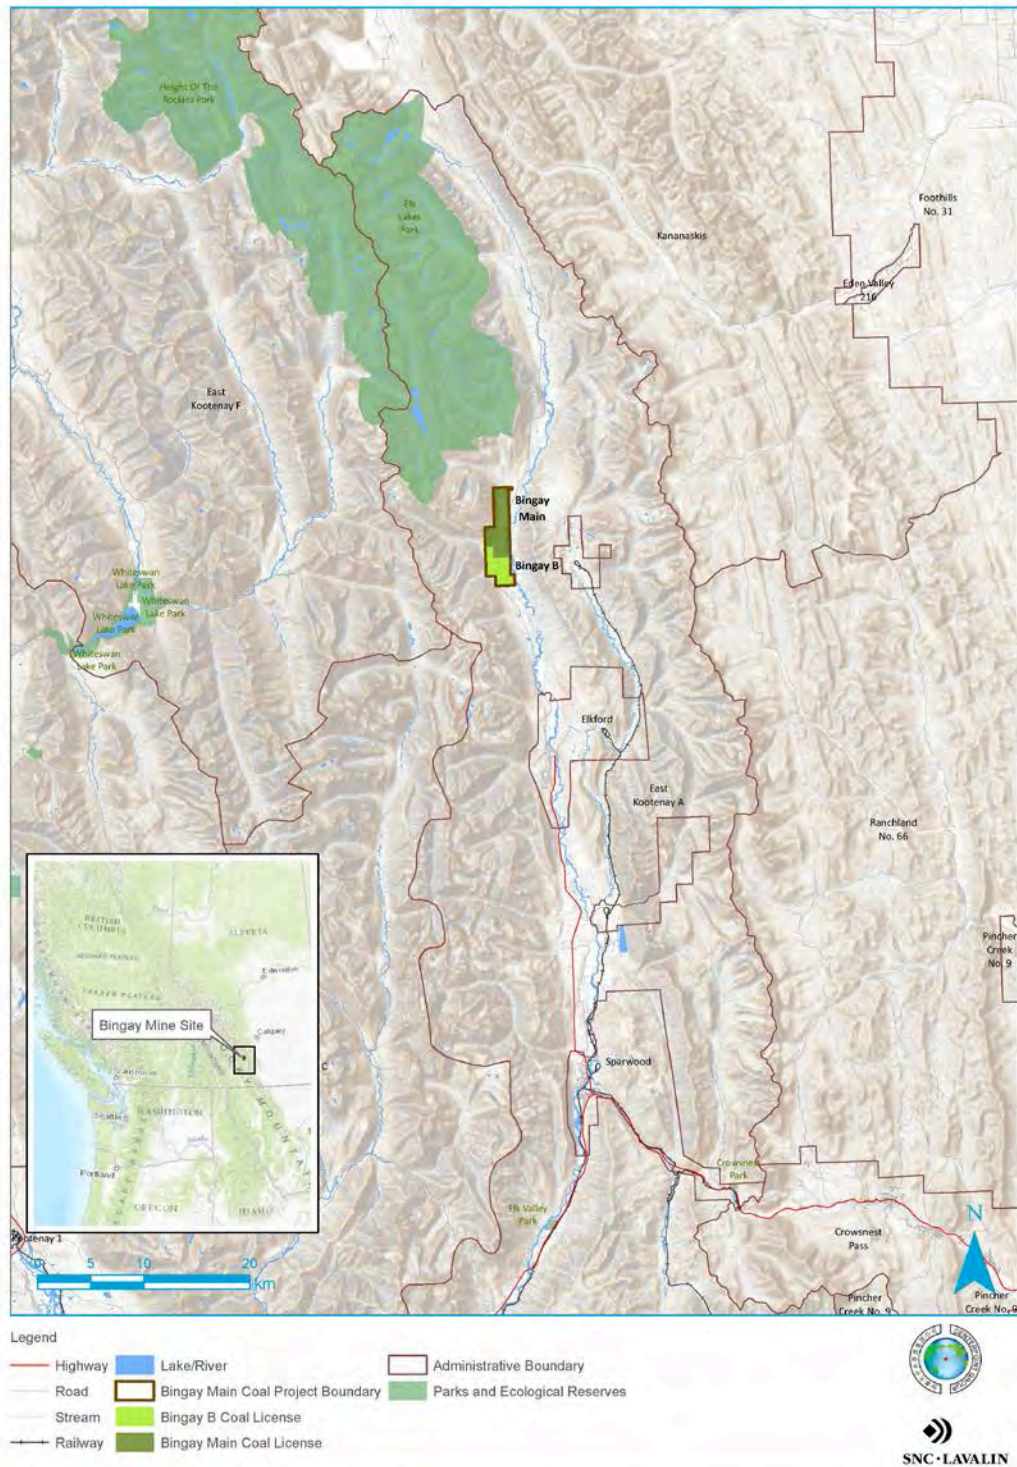 Height Of The
Rockies Park
Elk
Lakes
Park
Foothills
No. 31
Kananaskis
Eden Valley
216
East
Kootenay F
Bingay
Main
Bingay B
Whiteswan
Lake Park
Whiteswan
Lake Park
Whiteswan
Lake Park
Whiteswan
Lake Park
Elkford
East
Kootenay A
Ranchland
No. 66
Pincher
Creek
No. 9
BRITISH
COLUMBIA
ALBERTA
FRASER PLATEAU
Edmonton
Bingay Mine Site
Calgary
C
Seattle
WASHINGTON
Portland
OREGON
IDAHO
Sparwood
Crowsnest
Park
Elk Valley
Park
Crowsnest
Pass
Kootenay 1
Pincher
Creek No. 9
Pincher
Creek No. 9
N
0 5 10 20
km
Legend
Highway
Road
Stream
Railway
Lake/River
Bingay Main Coal Project Boundary
Bingay B Coal License
Bingay Main Coal License
Administrative Boundary
Parks and Ecological Reserves
CENTERPOINT GROUP
SNC·LAVALIN